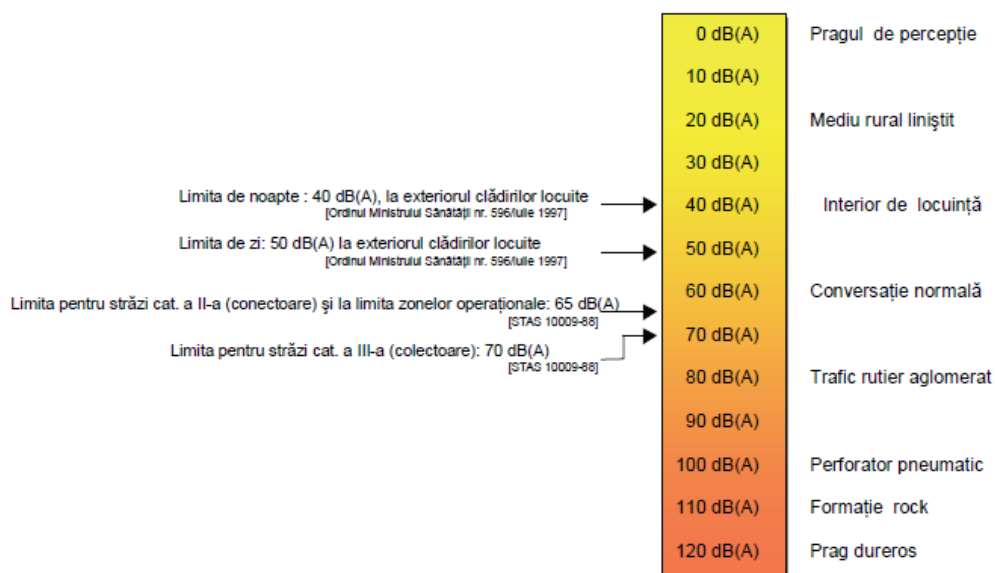 0 dB(A) Pragul de percepție
10 dB(A)
20 dB(A) Mediu rural liniştit
30 dB(A)
Limita de noapte : 40 dB(A), la exteriorul clădirilor locuite
[Ordinul Ministrului Sănătăţii nr. 596/iulie 1997]
40 dB(A) Interior de locuință
Limita de zi: 50 dB(A) la exteriorul clădirilor locuite
[Ordinul Ministrului Sănătăţii nr. 596/iulie 1997]
50 dB(A)
60 dB(A) Conversație normală
Limita pentru străzi cat. a II-a (conectoare) şi la limita zonelor operaționale: 65 dB(A)
[STAS 10009-88]
70 dB(A)
Limita pentru străzi cat. a III-a (colectoare): 70 dB(A)
[STAS 10009-88]
80 dB(A) Trafic rutier aglomerat
90 dB(A)
100 dB(A) Perforator pneumatic
110 dB(A) Formație rock
120 dB(A) Prag dureros